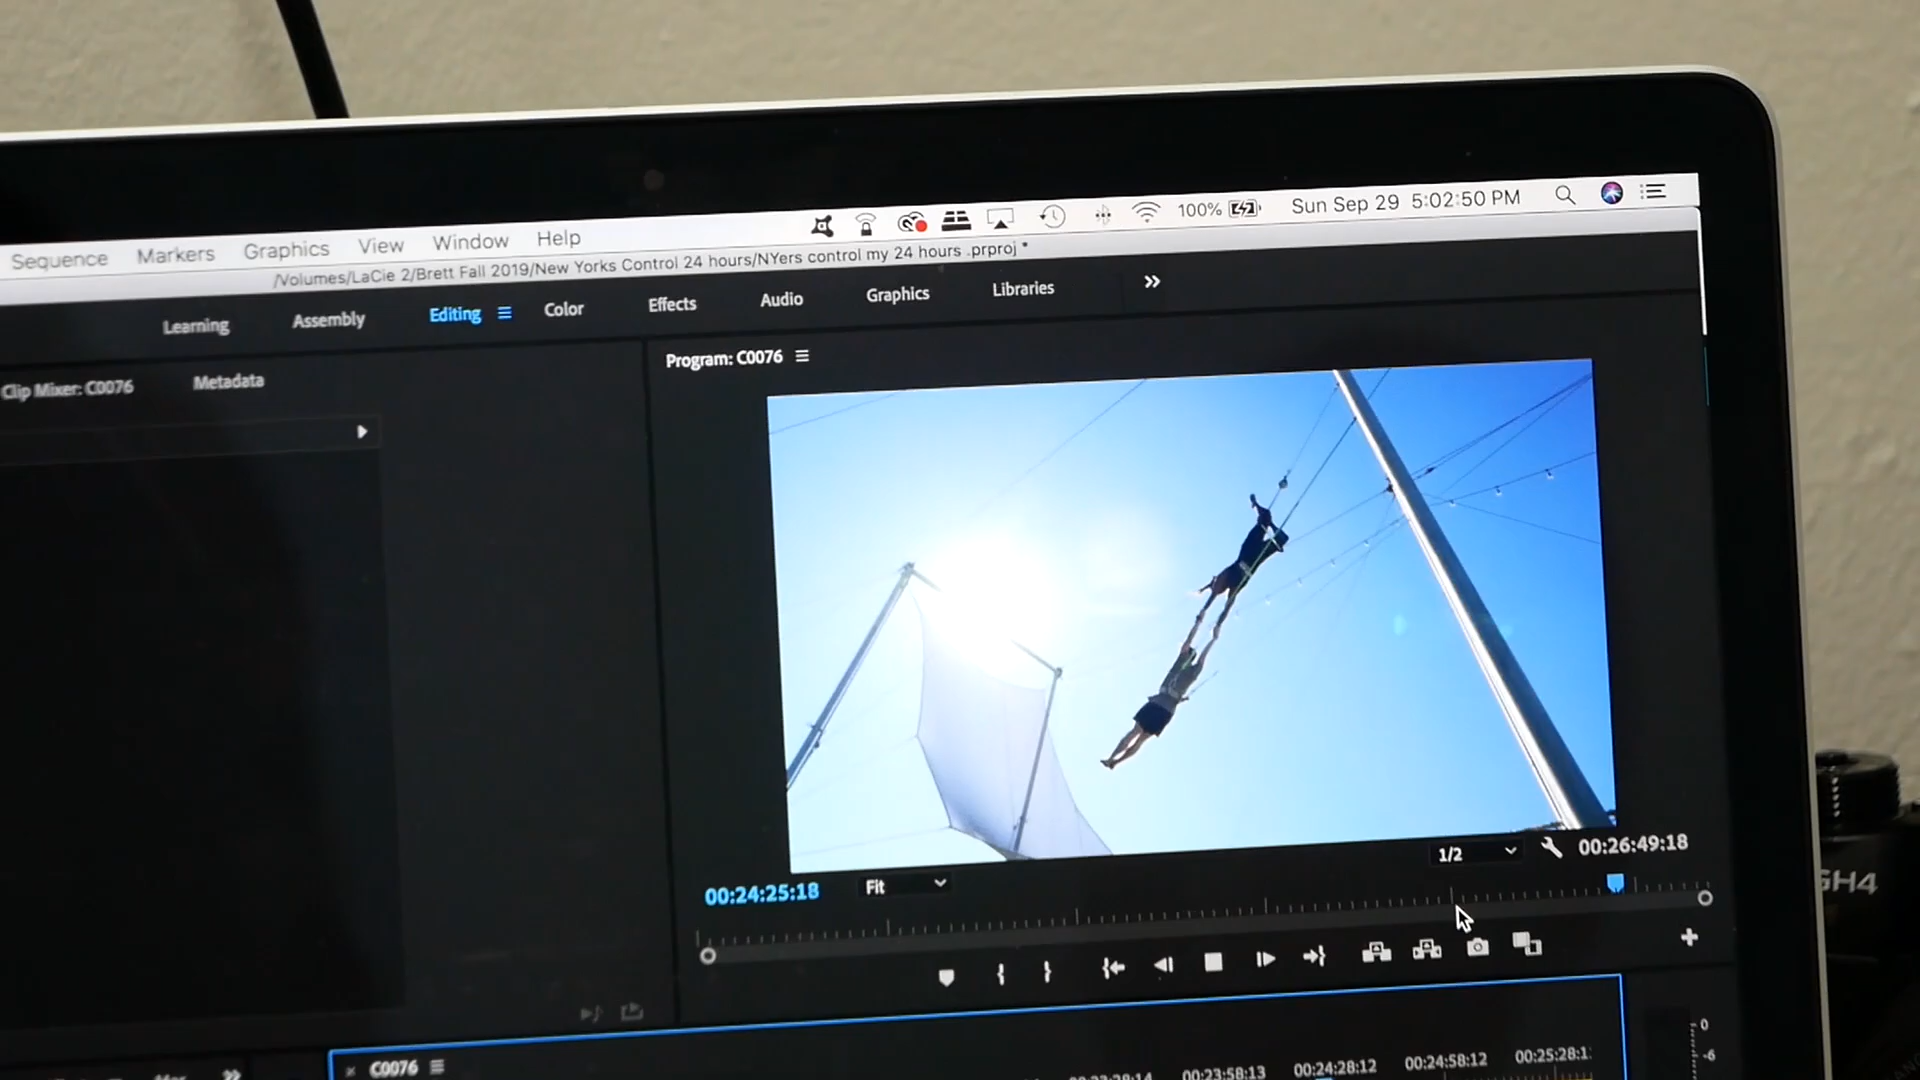 Sequence Markers Graphics View Window Help 100% Sun Sep 29 5:02:50 PM
/Volumes/LaCie 2/Brett Fall 2019/New Yorks Control 24 hours/NYers control my 24 hours .prproj *
Learning Assembly Editing Color Effects Audio Graphics Libraries
Program: C0076
Clip Mixer: C0076 Metadata
1/2 00:26:49:18
00:24:25:18 Fit
GH4
C0076
00:23:58:13 00:24:28:12 00:24:58:12
0
-6